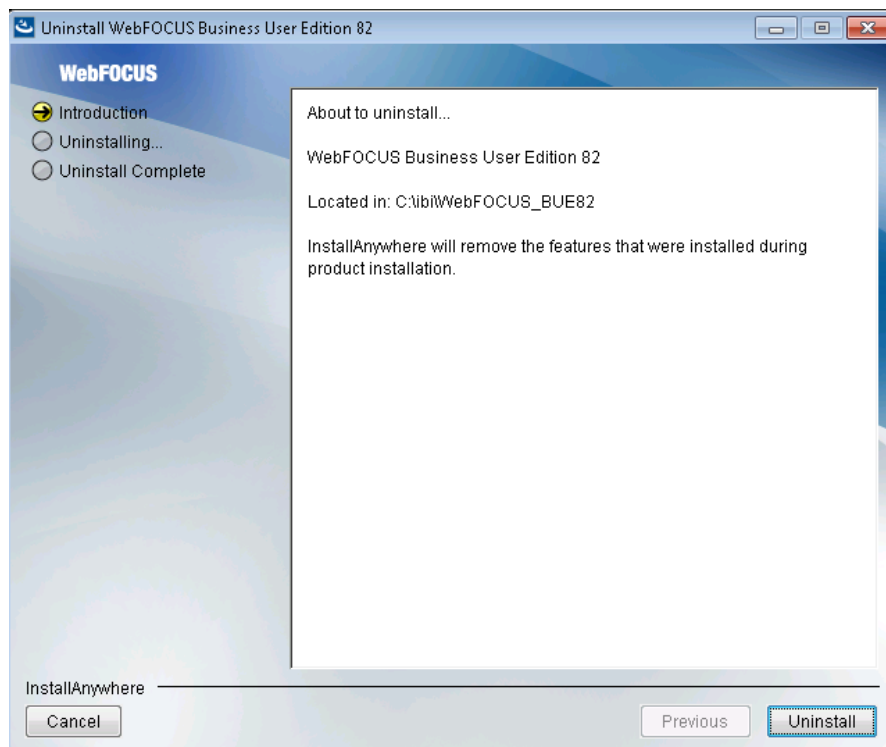 Uninstall WebFOCUS Business User Edition 82
WebFOCUS
Introduction
Uninstalling...
Uninstall Complete
About to uninstall...
WebFOCUS Business User Edition 82
Located in: C:\ibi\WebFOCUS_BUE82
InstallAnywhere will remove the features that were installed during
product installation.
InstallAnywhere
Cancel
Previous
Uninstall